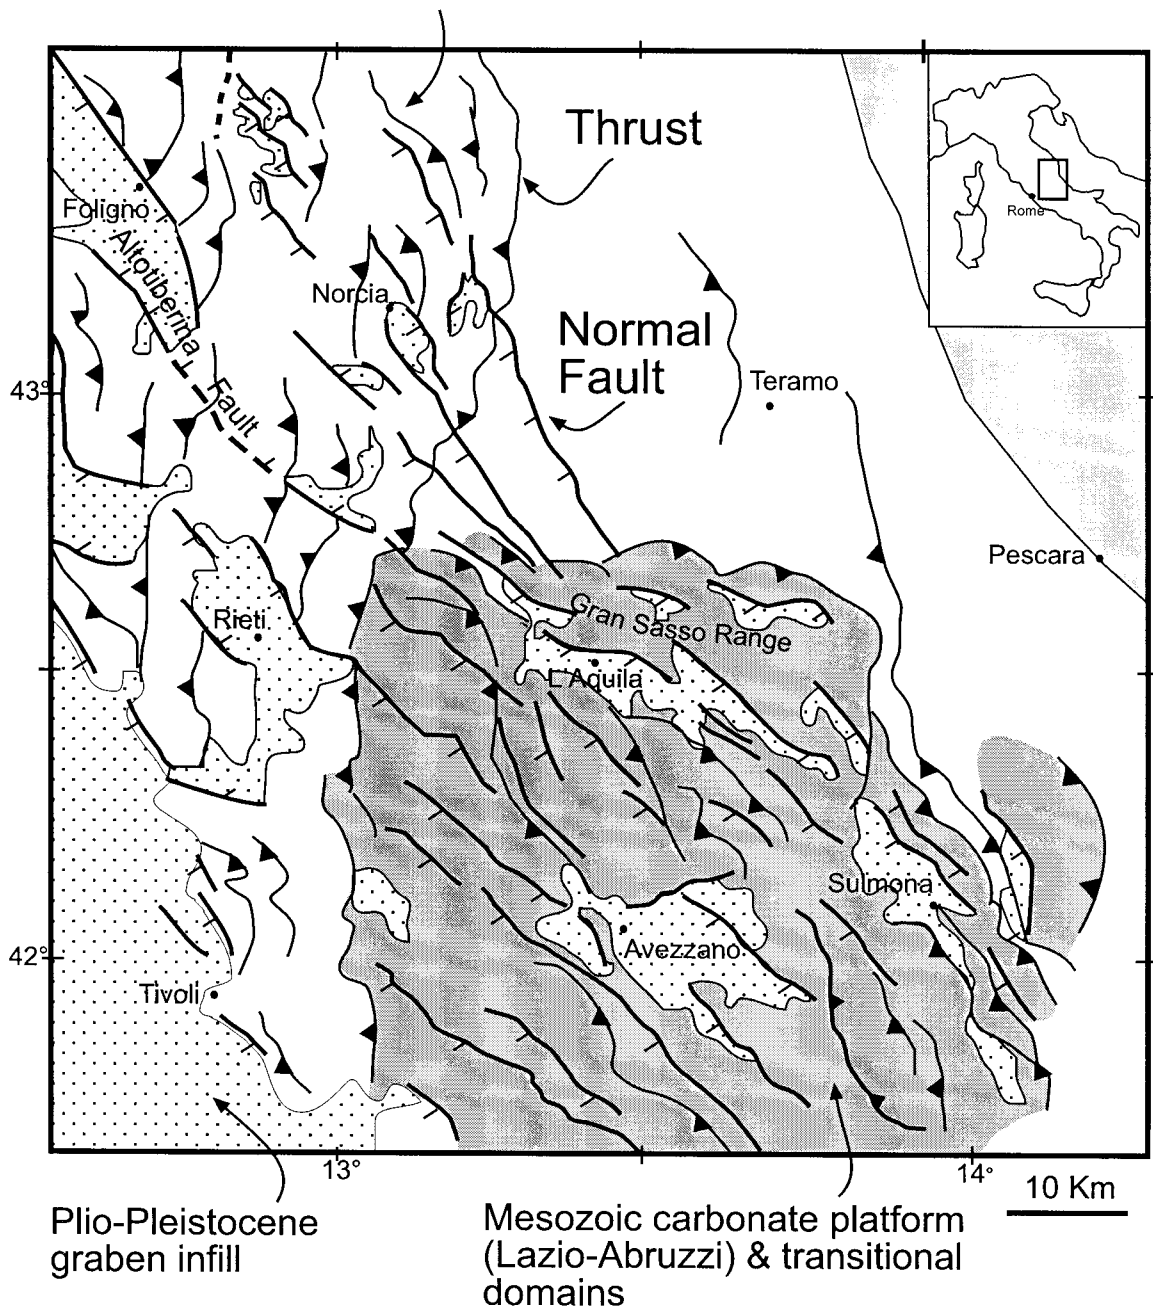 Thrust
Rome
Foligno
Altotiberina Fault
Norcia
Normal
Fault
43°
Teramo
Pescara
Rieti
Gran Sasso Range
L'Aquila
Sulmona
Avezzano
42°
Tivoli
13°
14°
10 Km
Plio-Pleistocene
graben infill
Mesozoic carbonate platform
(Lazio-Abruzzi) & transitional
domains